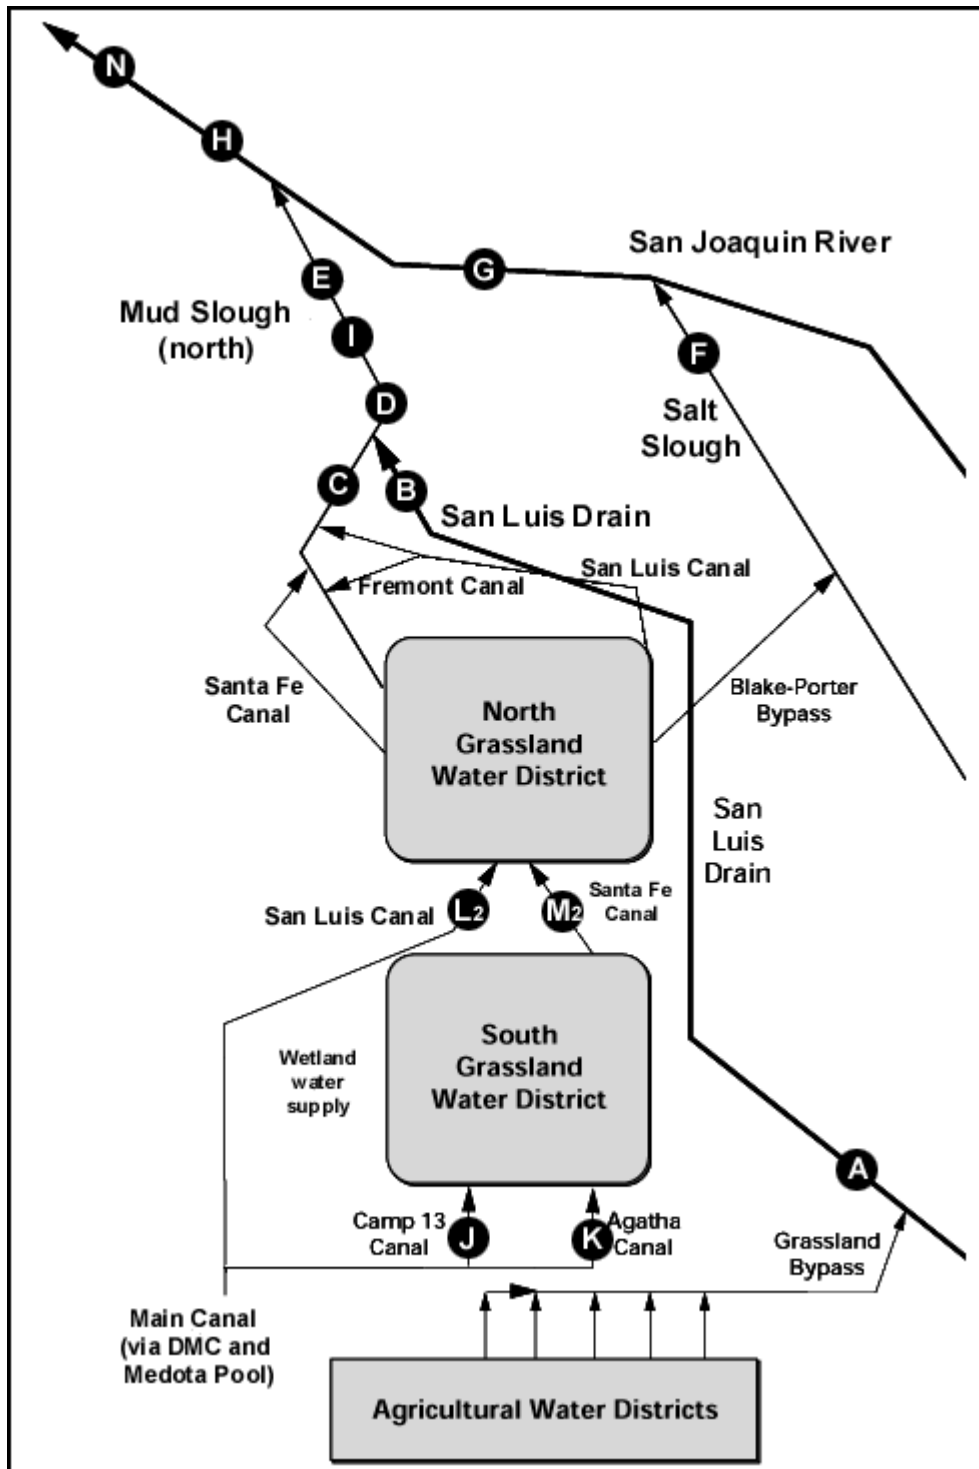 N
H
San Joaquin River
G
E
Mud Slough
(north)
I
F
D
Salt
Slough
C
B
San Luis Drain
San Luis Canal
Fremont Canal
Santa Fe
Canal
North
Grassland
Water District
Blake-Porter
Bypass
San
Luis
Drain
San Luis Canal
L2
M2
Santa Fe
Canal
South
Grassland
Water District
Wetland
water
supply
A
Camp 13
Canal
J
K
Agatha
Canal
Grassland
Bypass
Main Canal
(via DMC and
Medota Pool)
Agricultural Water Districts